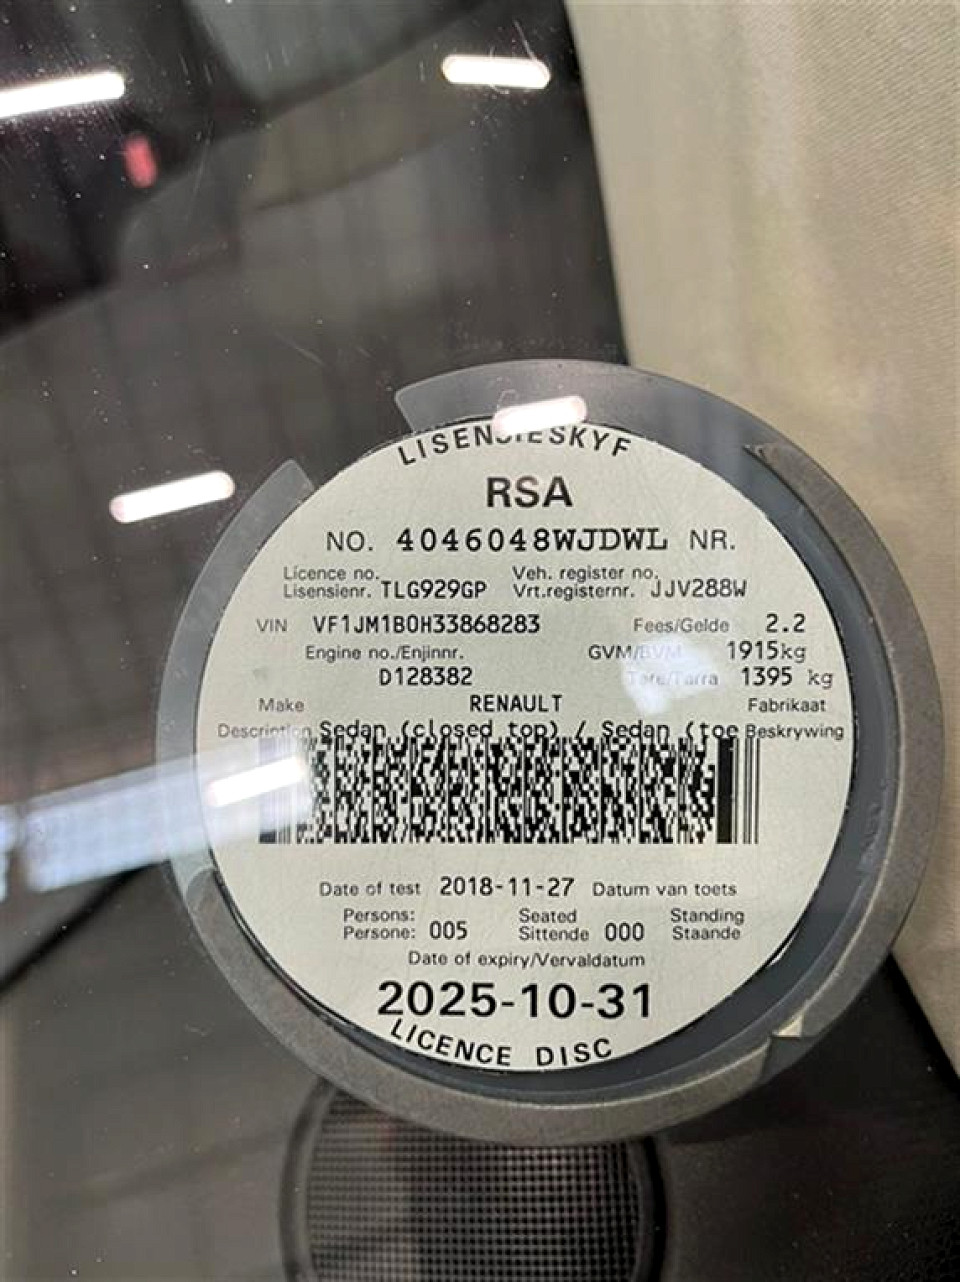 LISENSIESKYF
RSA
NO. 4046048WJDWL NR.
Licence no. Veh. register no.
Lisensienr. TLG929GP Vrt.registernr. JJV288W
VIN VF1JM1B0H33868283 Fees/Gelde 2.2
Engine no./Enjinnr. GVM/BVM 1915kg
D128382 Tare/Tarra 1395 kg
Make RENAULT Fabrikaat
Description Sedan (closed top) / Sedan (toe Beskrywing
Date of test 2018-11-27 Datum van toets
Persons: Seated Standing
Persone: 005 Sittende 000 Staande
Date of expiry/Vervaldatum
2025-10-31
LICENCE DISC